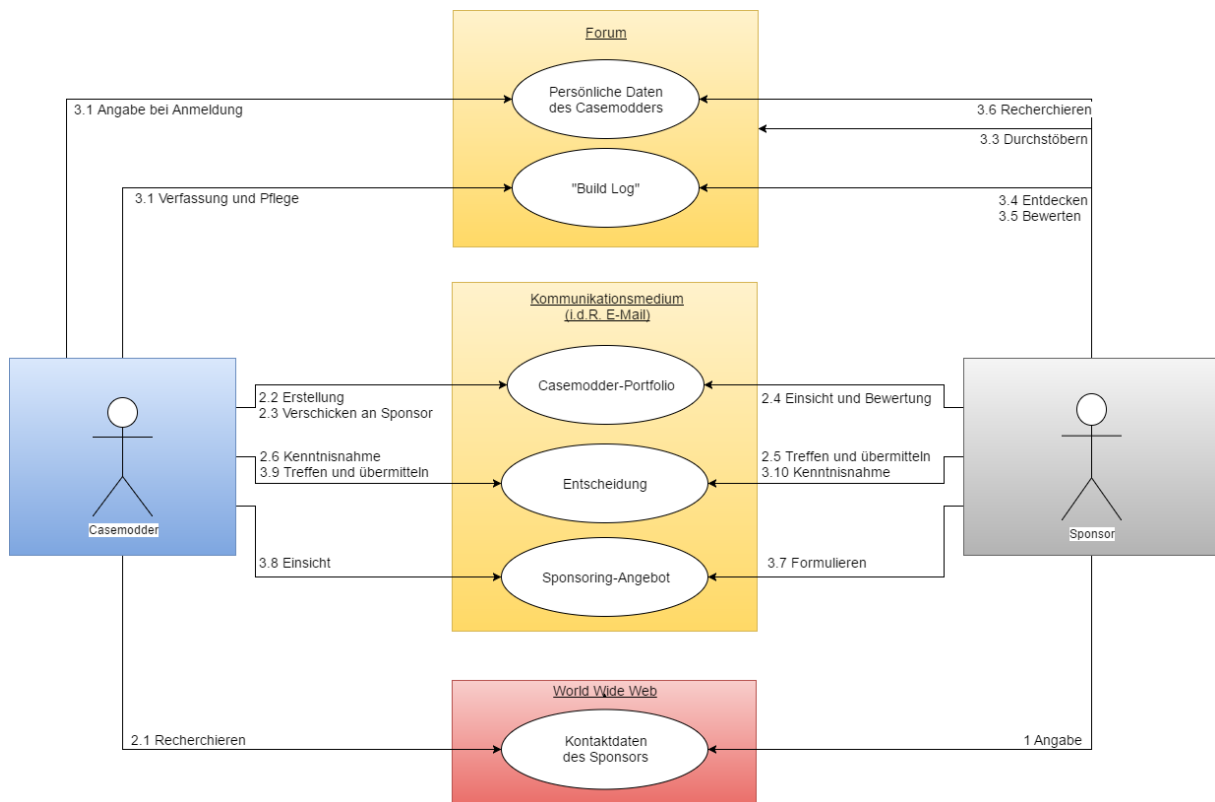 Forum
Persönliche Daten
des Casemodders
3.1 Angabe bei Anmeldung
3.6 Recherchieren
3.3 Durchstöbern
"Build Log"
3.1 Verfassung und Pflege
3.4 Entdecken
3.5 Bewerten
Kommunikationsmedium
(i.d.R. E-Mail)
Casemodder-Portfolio
2.2 Erstellung
2.3 Verschicken an Sponsor
2.4 Einsicht und Bewertung
2.6 Kenntnisnahme
3.9 Treffen und übermitteln
Entscheidung
2.5 Treffen und übermitteln
3.10 Kenntnisnahme
Casemodder
Sponsor
3.8 Einsicht
Sponsoring-Angebot
3.7 Formulieren
World Wide Web
Kontaktdaten
des Sponsors
2.1 Recherchieren
1 Angabe